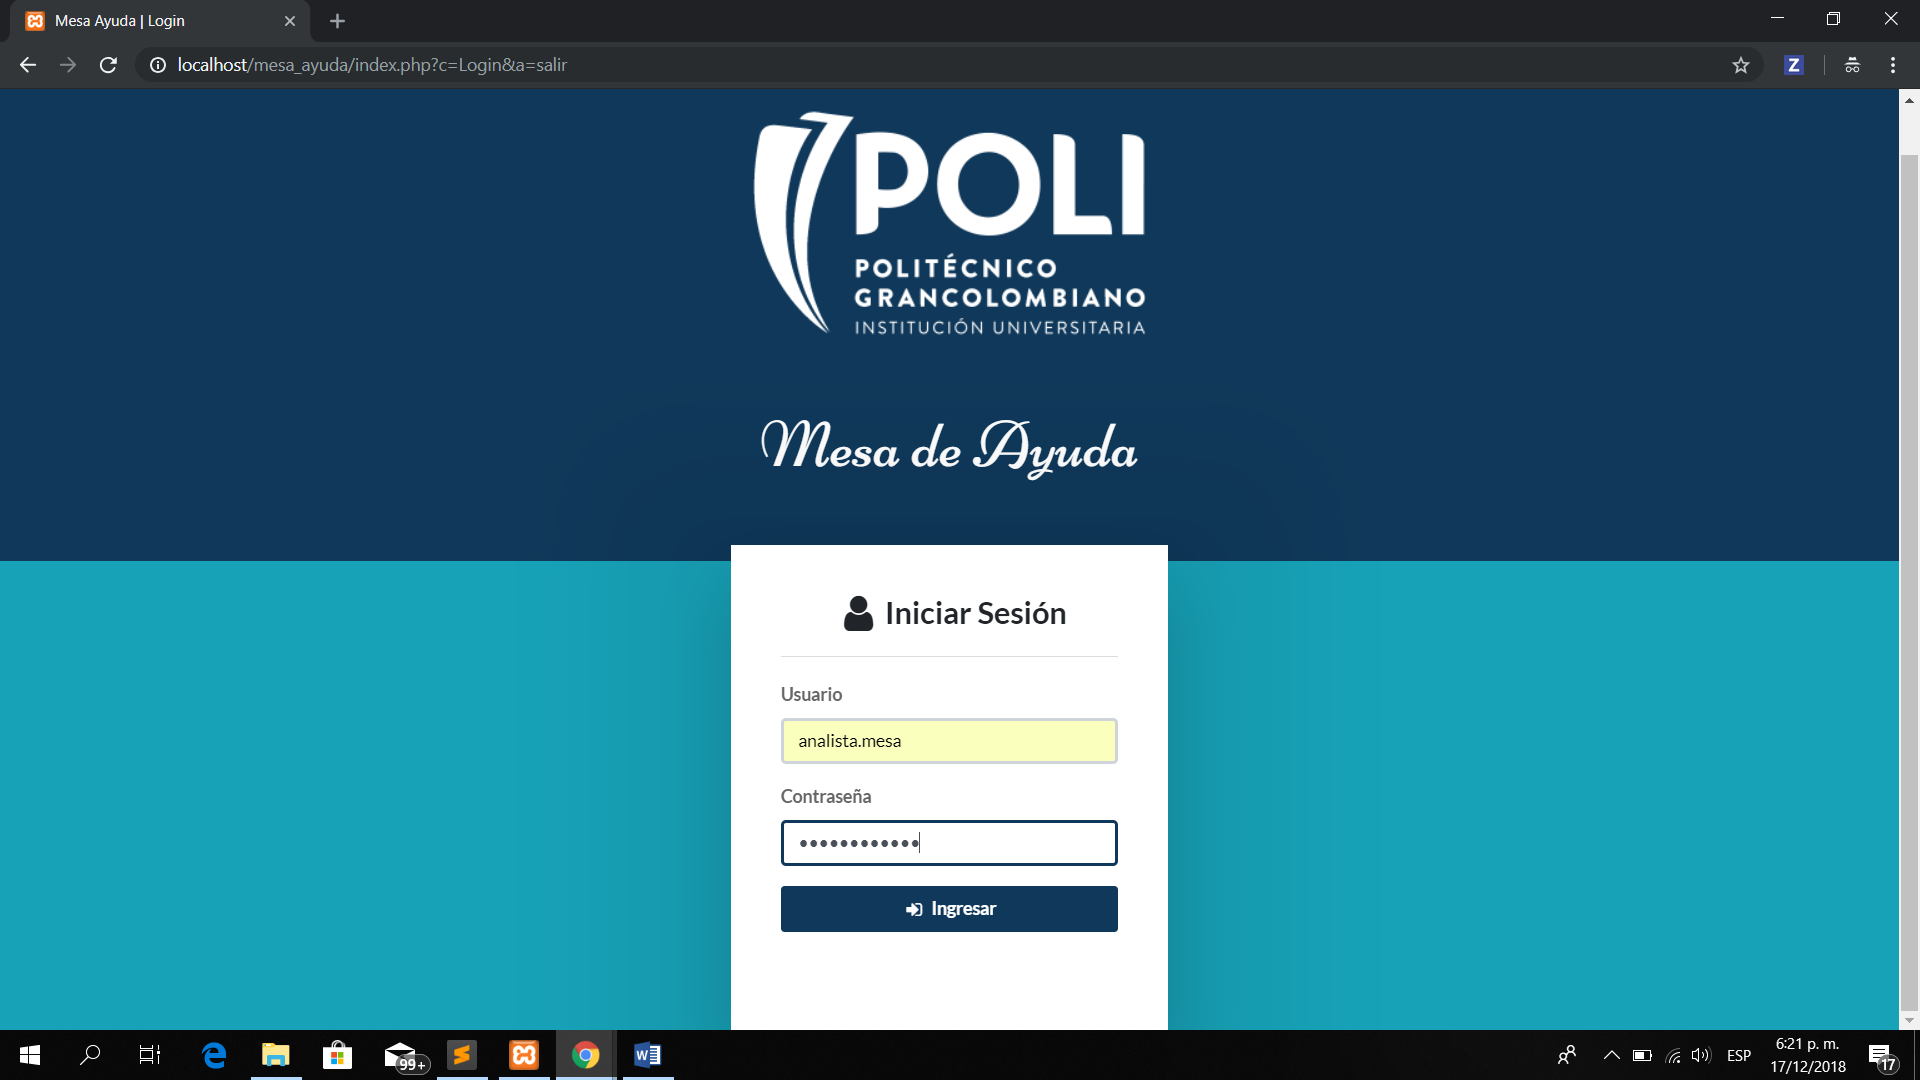 Mesa Ayuda | Login
localhost/mesa_ayuda/index.php?c=Login&a=salir
Z
POLI
POLITÉCNICO
GRANCOLOMBIANO
INSTITUCIÓN UNIVERSITARIA
Mesa de Ayuda
Iniciar Sesión
Usuario
analista.mesa
Contraseña
••••••••••••
Ingresar
99+
ESP
6:21 p. m.
17/12/2018
17